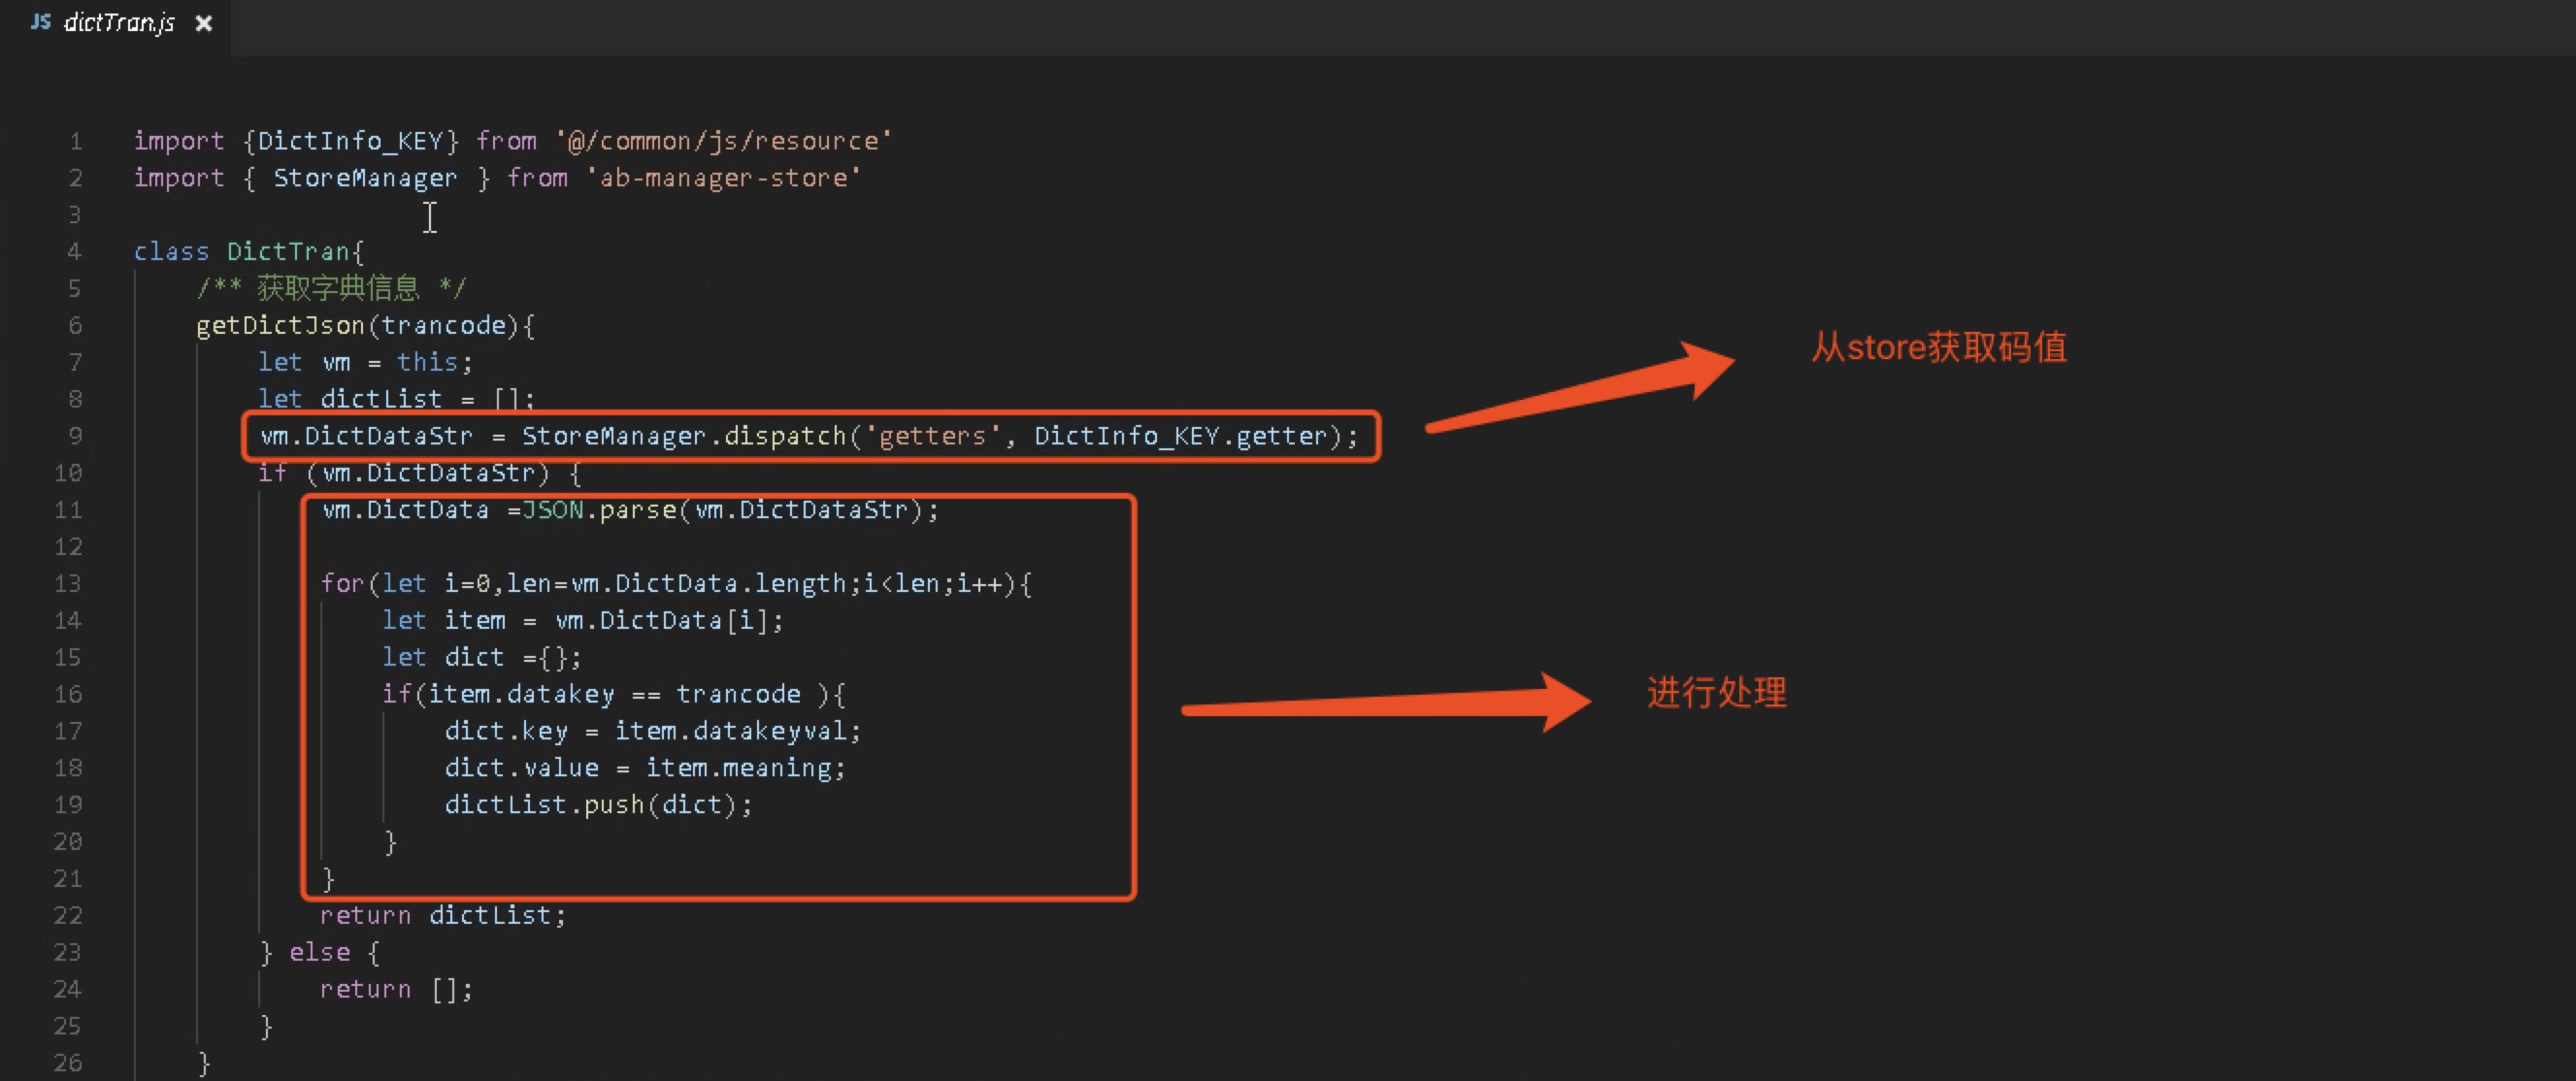 JS dictTran.js ×
1 import {DictInfo_KEY} from '@/common/js/resource'
2 import { StoreManager } from 'ab-manager-store'
3
4 class DictTran{
5 /** 获取字典信息 */
6 getDictJson(trancode){
7 let vm = this;
8 let dictList = [];
9 vm.DictDataStr = StoreManager.dispatch('getters', DictInfo_KEY.getter);
从store获取码值
10 if (vm.DictDataStr) {
11 vm.DictData =JSON.parse(vm.DictDataStr);
12
13 for(let i=0,len=vm.DictData.length;i<len;i++){
14 let item = vm.DictData[i];
15 let dict ={};
16 if(item.datakey == trancode ){
进行处理
17 dict.key = item.datakeyval;
18 dict.value = item.meaning;
19 dictList.push(dict);
20 }
21 }
22 return dictList;
23 } else {
24 return [];
25 }
26 }